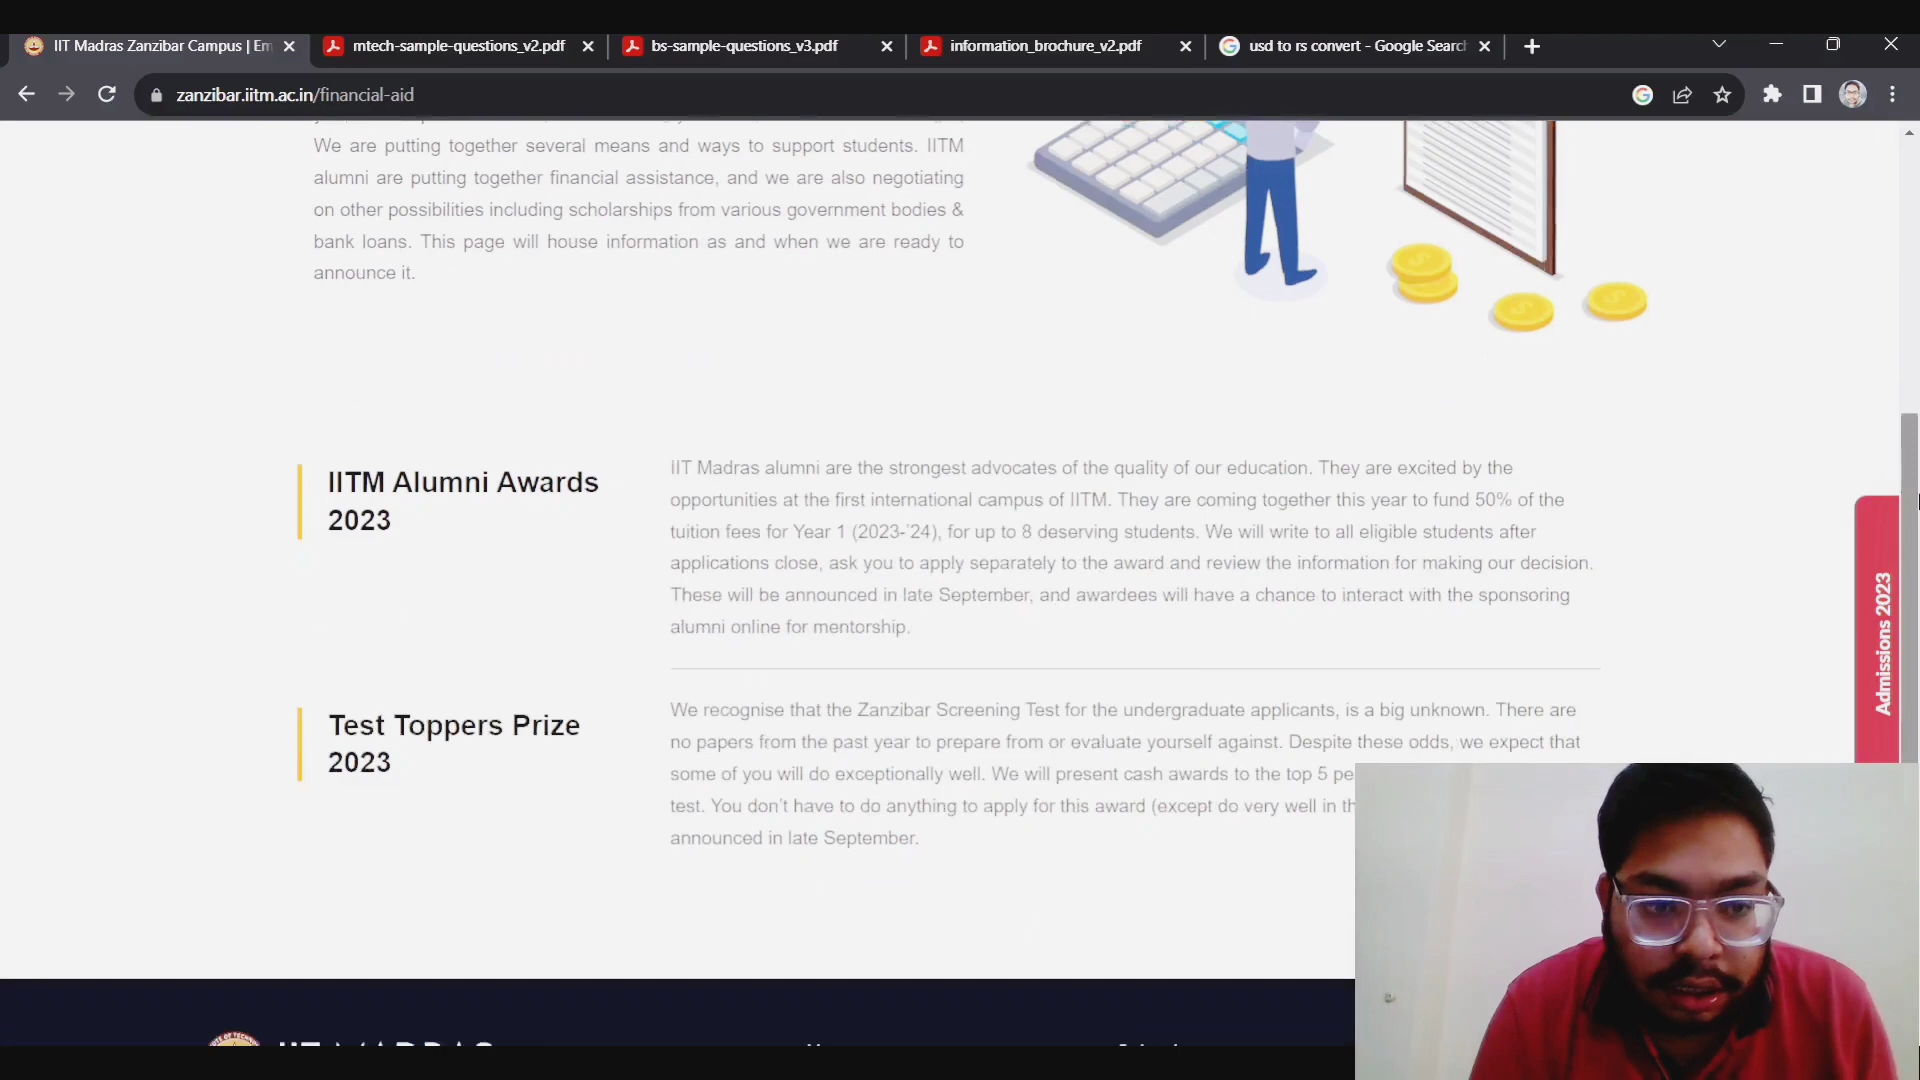 IIT Madras Zanzibar Campus | Em
mtech-sample-questions_v2.pdf
bs-sample-questions_v3.pdf
information_brochure_v2.pdf
usd to rs convert - Google Search
zanzibar.iitm.ac.in/financial-aid
We are putting together several means and ways to support students. IITM
alumni are putting together financial assistance, and we are also negotiating
on other possibilities including scholarships from various government bodies &
bank loans. This page will house information as and when we are ready to
announce it.
IITM Alumni Awards
2023
IIT Madras alumni are the strongest advocates of the quality of our education. They are excited by the
opportunities at the first international campus of IITM. They are coming together this year to fund 50% of the
tuition fees for Year 1 (2023-'24), for up to 8 deserving students. We will write to all eligible students after
applications close, ask you to apply separately to the award and review the information for making our decision.
These will be announced in late September, and awardees will have a chance to interact with the sponsoring
alumni online for mentorship.
Admissions 2023
Test Toppers Prize
2023
We recognise that the Zanzibar Screening Test for the undergraduate applicants, is a big unknown. There are
no papers from the past year to prepare from or evaluate yourself against. Despite these odds, we expect that
some of you will do exceptionally well. We will present cash awards to the top 5 pe
test. You don't have to do anything to apply for this award (except do very well in th
announced in late September.